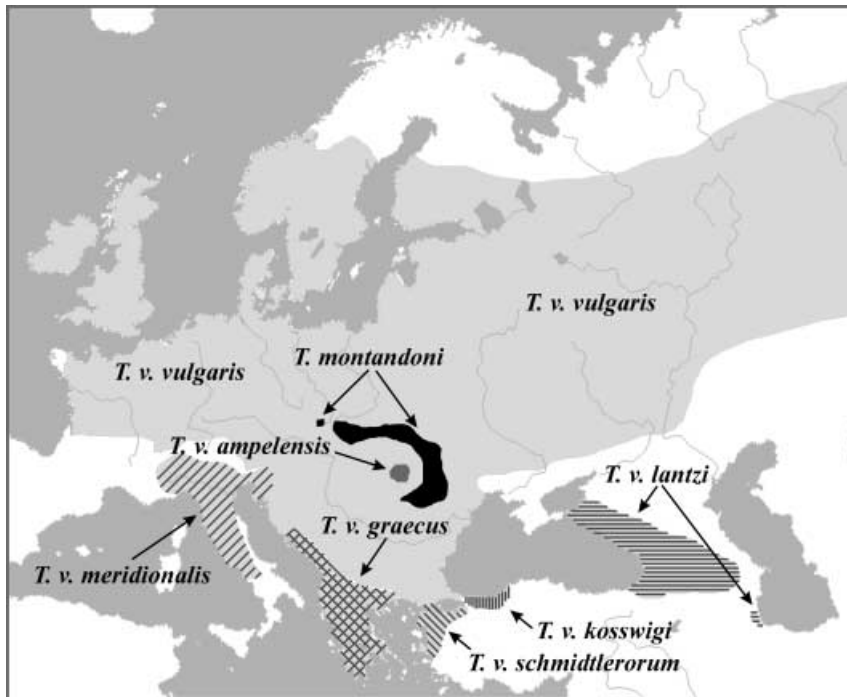 T. v. vulgaris
T. montandoni
T. v. vulgaris
T. v. ampelensis
T. v. lantzi
T. v. graecus
T. v. meridionalis
T. v. kosswigi
T. v. schmidtlerorum